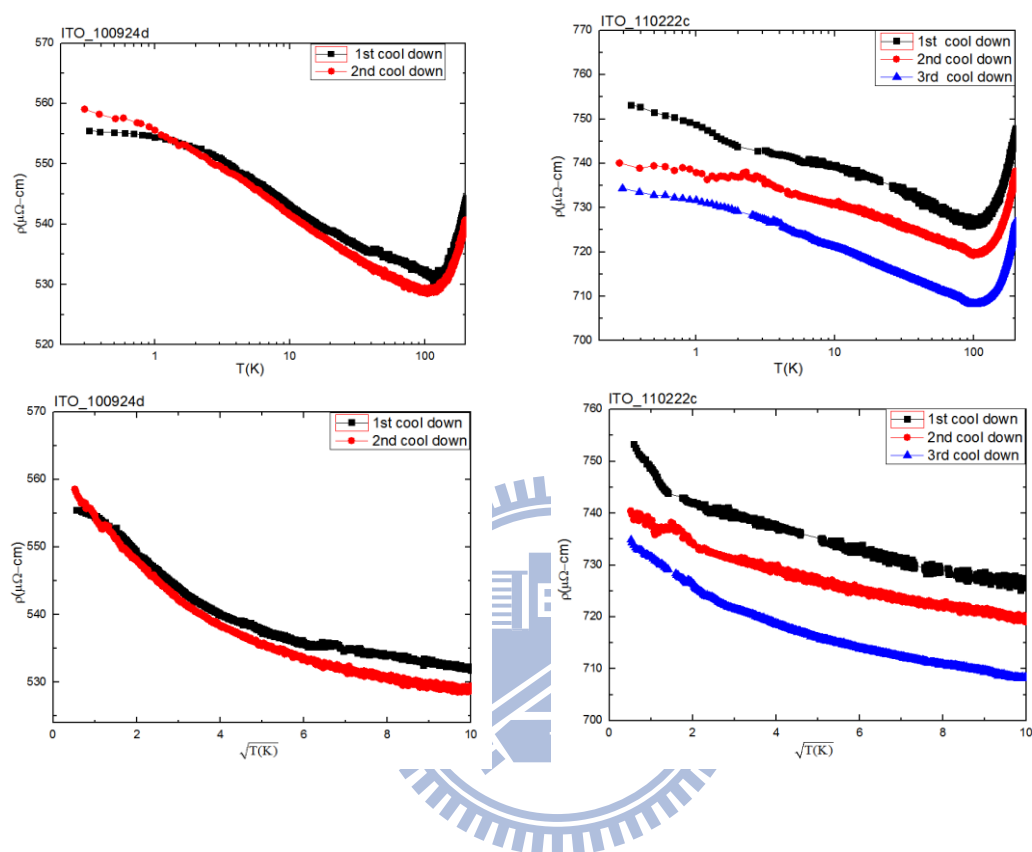 ITO_100924d
1st cool down
2nd cool down
570
560
550
540
530
520
ρ(μΩ–cm)
1
10
100
T(K)
ITO_110222c
1st cool down
2nd cool down
3rd cool down
770
760
750
740
730
720
710
700
ρ(μΩ–cm)
1
10
100
T(K)
ITO_100924d
1st cool down
2nd cool down
570
560
550
540
530
ρ(μΩ–cm)
0 2 4 6 8 10
√T(K)
ITO_110222c
1st cool down
2nd cool down
3rd cool down
760
750
740
730
720
710
700
ρ(μΩ–cm)
0 2 4 6 8 10
√T(K)